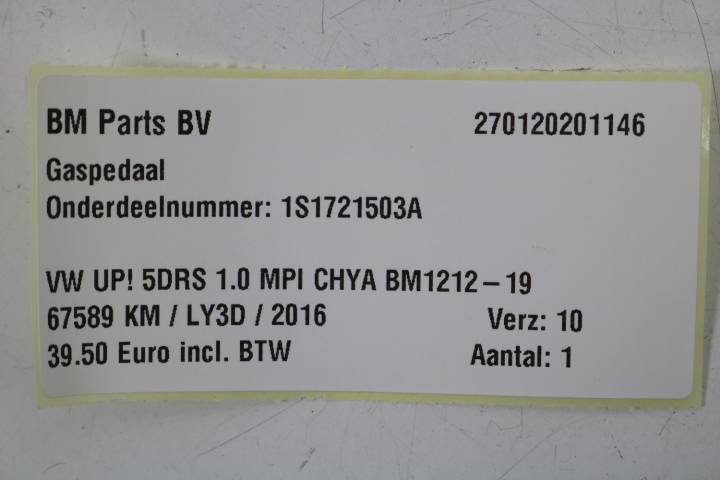 BM Parts BV 270120201146
Gaspedaal
Onderdeelnummer: 1S1721503A
VW UP! 5DRS 1.0 MPI CHYA BM1212-19
67589 KM / LY3D / 2016 Verz: 10
39.50 Euro incl. BTW Aantal: 1